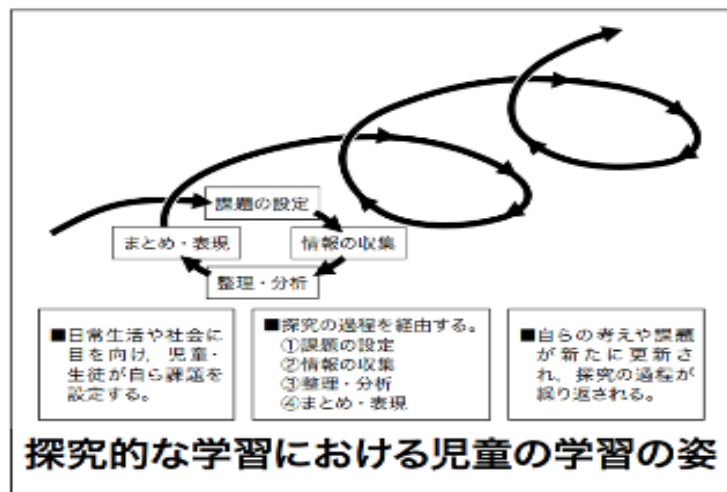 課題の設定
まとめ・表現
情報の収集
整理・分析
■日常生活や社会に
目を向け,児童・
生徒が自ら課題を
設定する。
■探究の過程を経由する。
①課題の設定
②情報の収集
③整理・分析
④まとめ・表現
■自らの考えや課題
が新たに更新さ
れ,探究の過程が
繰り返される。
探究的な学習における児童の学習の姿